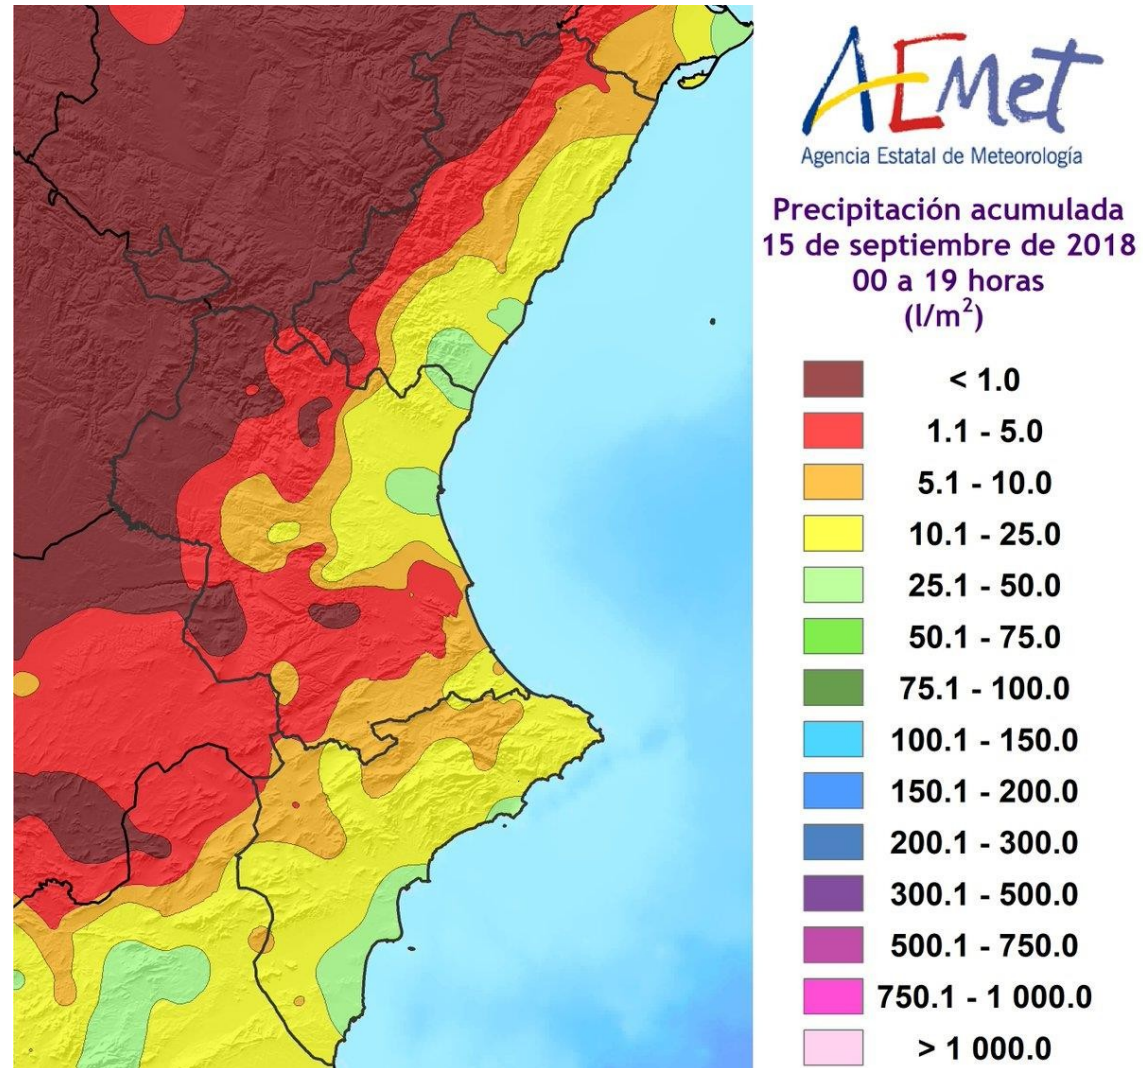 AEMet
Agencia Estatal de Meteorología
Precipitación acumulada
15 de septiembre de 2018
00 a 19 horas
(l/m²)
< 1.0
1.1 - 5.0
5.1 - 10.0
10.1 - 25.0
25.1 - 50.0
50.1 - 75.0
75.1 - 100.0
100.1 - 150.0
150.1 - 200.0
200.1 - 300.0
300.1 - 500.0
500.1 - 750.0
750.1 - 1 000.0
> 1 000.0